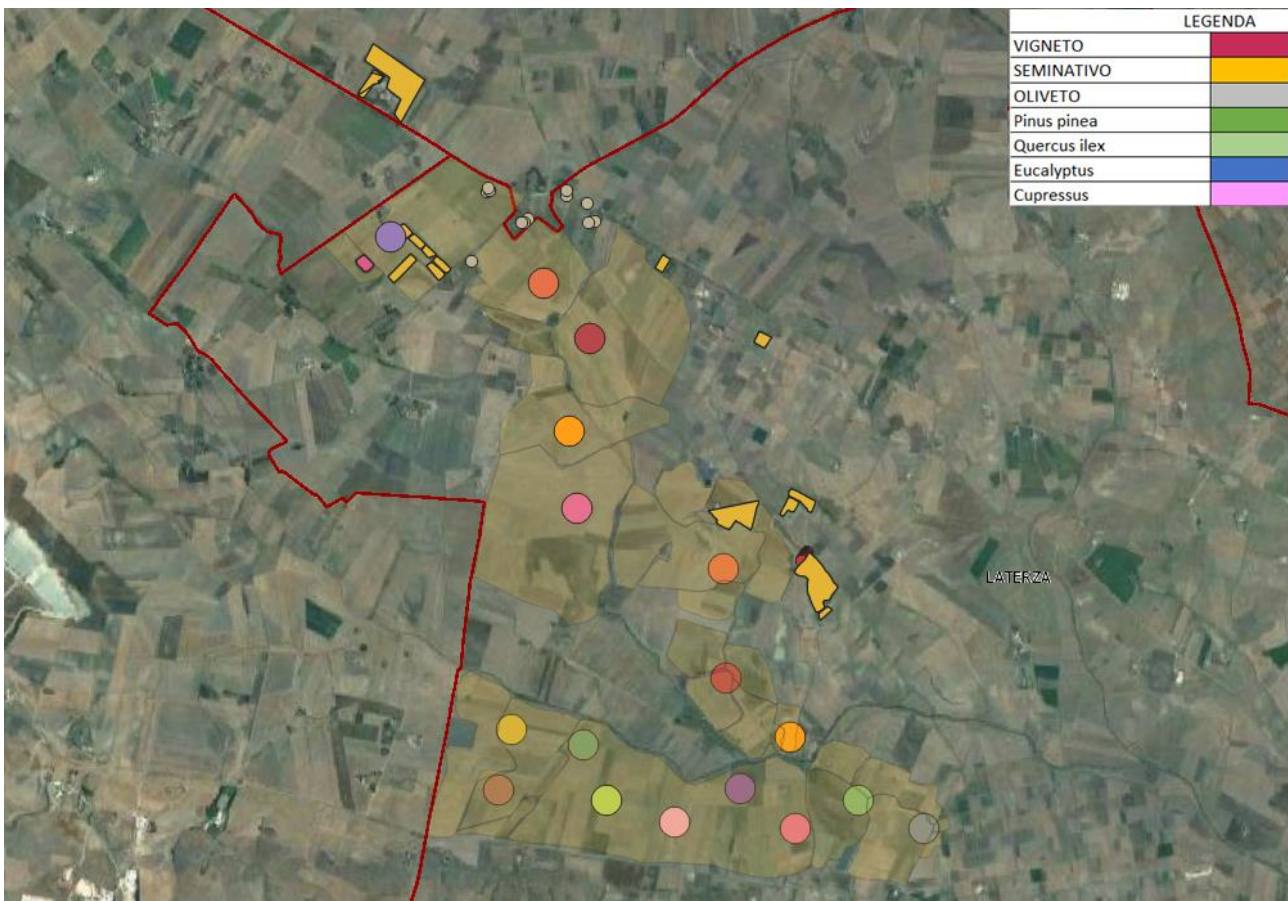 LEGENDA
VIGNETO
SEMINATIVO
OLIVETO
Pinus pinea
Quercus ilex
Eucalyptus
Cupressus
LATERZA